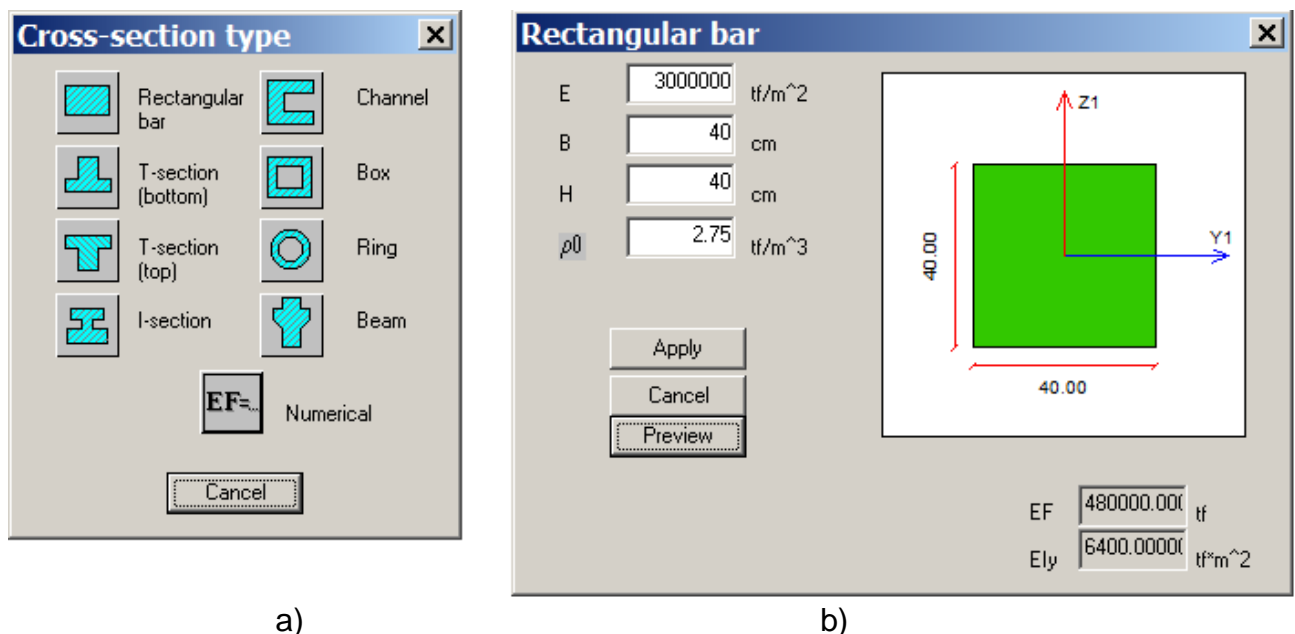 Cross-section type
Rectangular
bar
Channel
T-section
(bottom)
Box
T-section
(top)
Ring
I-section
Beam
EF=...
Numerical
Cancel
a)
Rectangular bar
E 3000000 tf/m^2
B 40 cm
H 40 cm
ρ0 2.75 tf/m^3
Apply
Cancel
Preview
Z1
Y1
40.00
40.00
EF 480000.00( tf
EIy 6400.0000( tf*m^2
b)